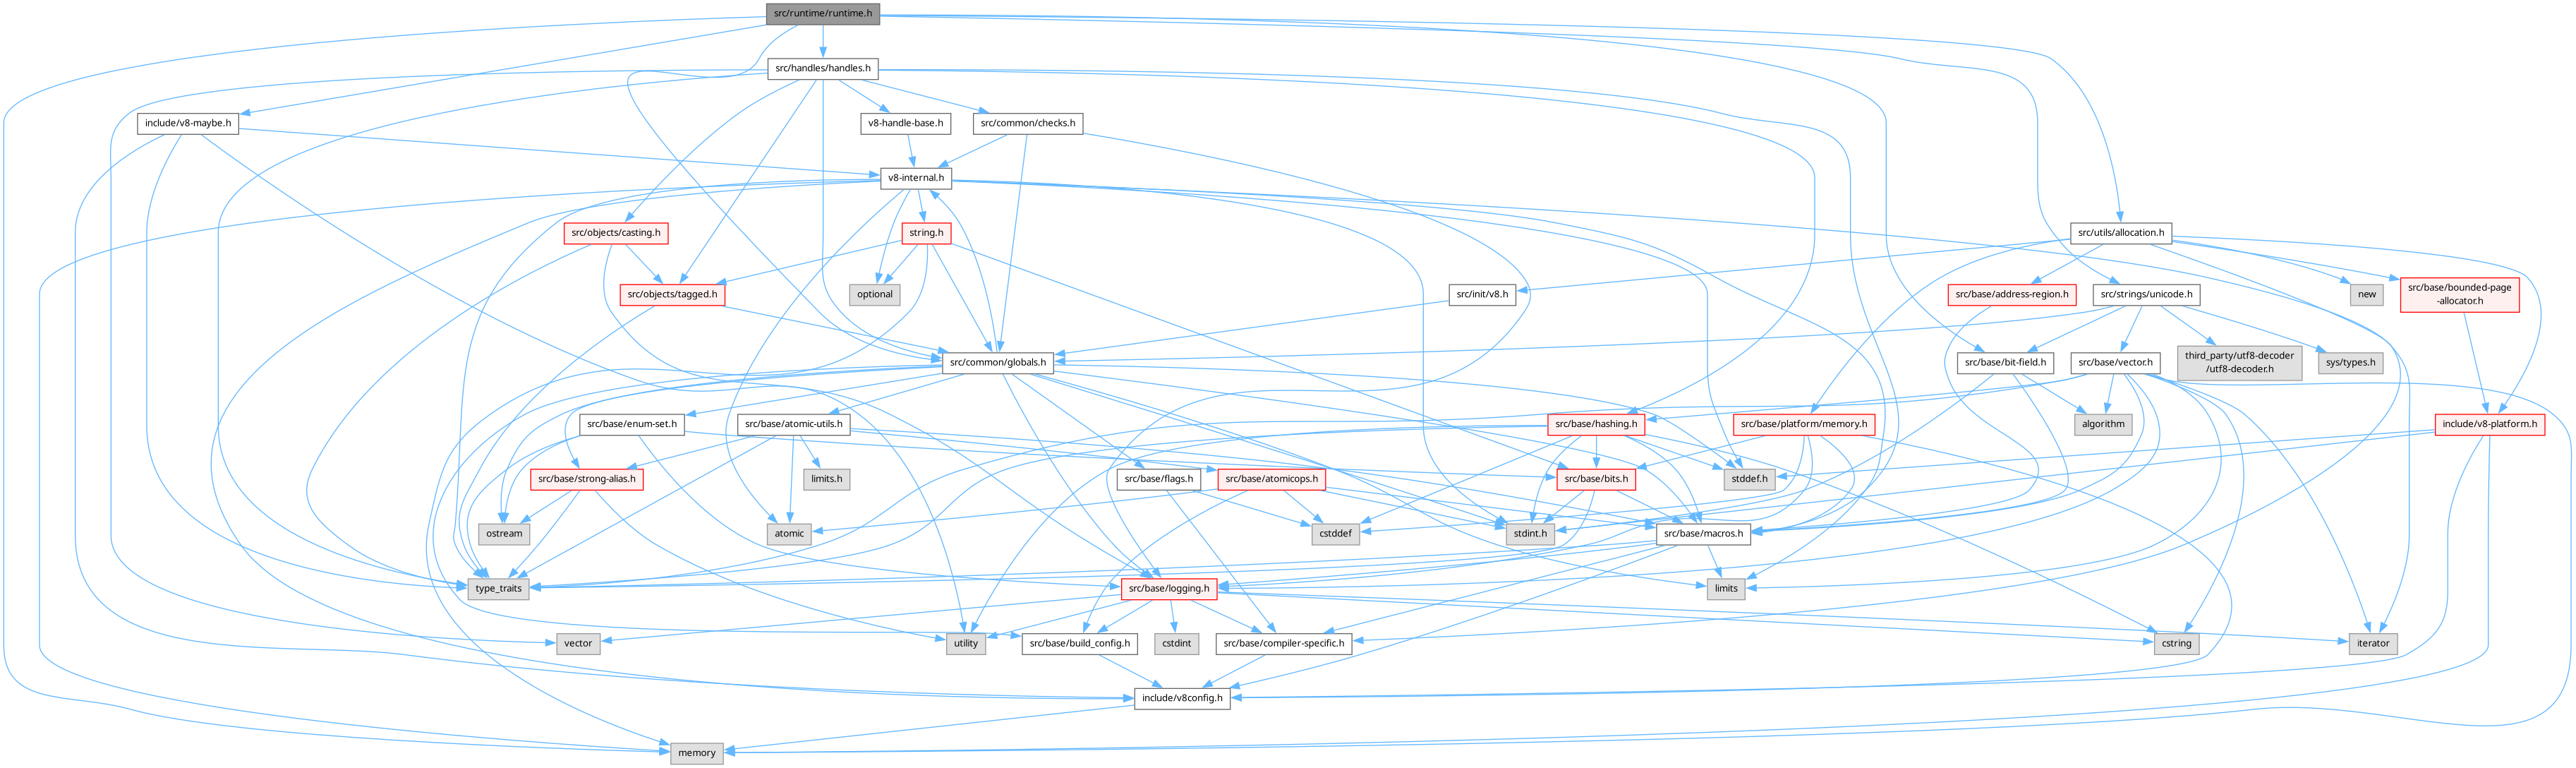 src/runtime/runtime.h
src/handles/handles.h
include/v8-maybe.h
v8-handle-base.h
src/common/checks.h
v8-internal.h
src/objects/casting.h
string.h
src/utils/allocation.h
src/objects/tagged.h
optional
src/init/v8.h
src/base/address-region.h
src/strings/unicode.h
new
src/base/bounded-page
-allocator.h
src/common/globals.h
src/base/bit-field.h
src/base/vector.h
third_party/utf8-decoder
/utf8-decoder.h
sys/types.h
src/base/enum-set.h
src/base/atomic-utils.h
src/base/hashing.h
src/base/platform/memory.h
algorithm
include/v8-platform.h
src/base/strong-alias.h
limits.h
src/base/flags.h
src/base/atomicops.h
src/base/bits.h
stddef.h
ostream
atomic
cstddef
stdint.h
src/base/macros.h
type_traits
src/base/logging.h
limits
vector
utility
src/base/build_config.h
cstdint
src/base/compiler-specific.h
cstring
iterator
include/v8config.h
memory